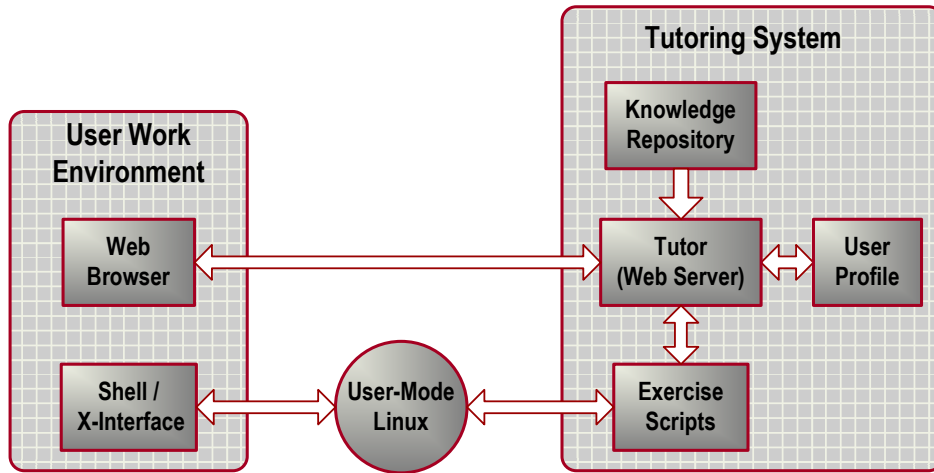 User Work
Environment
Web
Browser
Shell /
X-Interface
User-Mode
Linux
Tutoring System
Knowledge
Repository
Tutor
(Web Server)
User
Profile
Exercise
Scripts